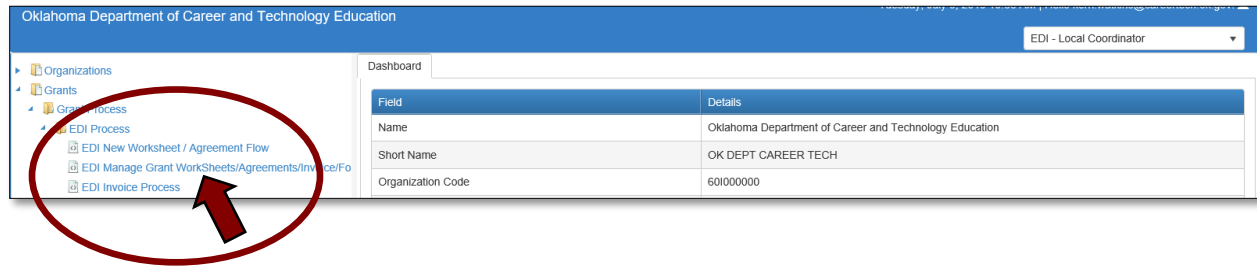 Oklahoma Department of Career and Technology Education
EDI - Local Coordinator
Organizations
Grants
EDI Process
EDI New Worksheet / Agreement Flow
EDI Manage Grant WorkSheets/Agreements/Invoice/Fo
EDI Invoice Process
Dashboard
Field Details
Name Oklahoma Department of Career and Technology Education
Short Name OK DEPT CAREER TECH
Organization Code 60I000000